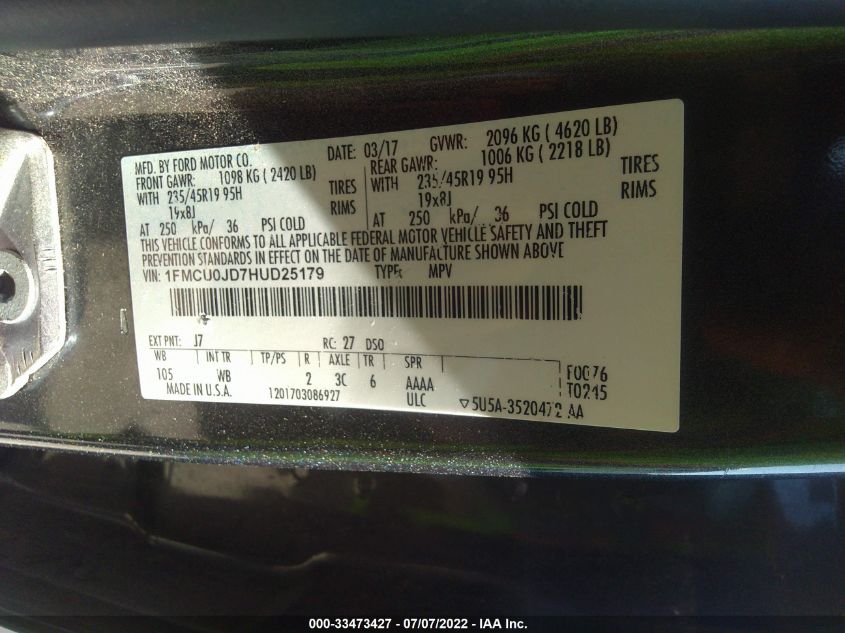 MFD. BY FORD MOTOR CO.
DATE: 03/17 GVWR: 2096 KG ( 4620 LB)
FRONT GAWR: 1098 KG ( 2420 LB)
REAR GAWR: 1006 KG ( 2218 LB)
WITH 235/45R19 95H TIRES
WITH 235/45R19 95H TIRES
19x8J RIMS
19x8J RIMS
AT 250 kPa/ 36 PSI COLD
AT 250 kPa/ 36 PSI COLD
THIS VEHICLE CONFORMS TO ALL APPLICABLE FEDERAL MOTOR VEHICLE SAFETY AND THEFT
PREVENTION STANDARDS IN EFFECT ON THE DATE OF MANUFACTURE SHOWN ABOVE.
VIN: 1FMCU0JD7HUD25179 TYPE: MPV
EXT PNT: J7 RC: 27 DSO
WB INT TR TP/PS R AXLE TR SPR
105 WB 2 3C 6 AAAA
F0076
T0245
MADE IN U.S.A. 1201703086927 ULC ▽5U5A-3520472 AA
000-33473427 - 07/07/2022 - IAA Inc.